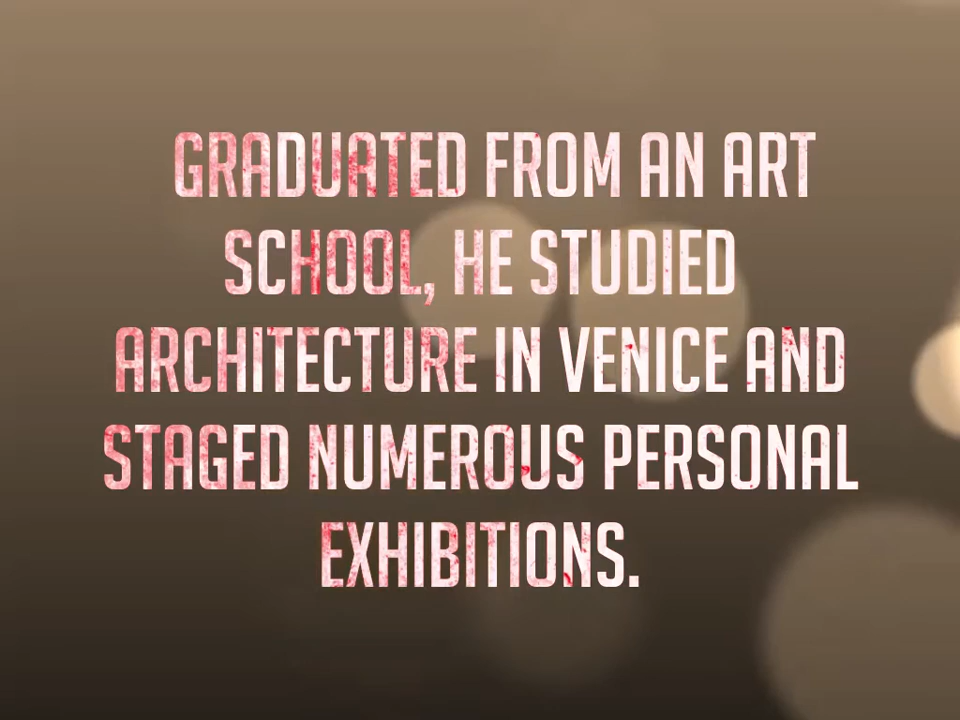 GRADUATED FROM AN ART
SCHOOL, HE STUDIED
ARCHITECTURE IN VENICE AND
STAGED NUMEROUS PERSONAL
EXHIBITIONS.